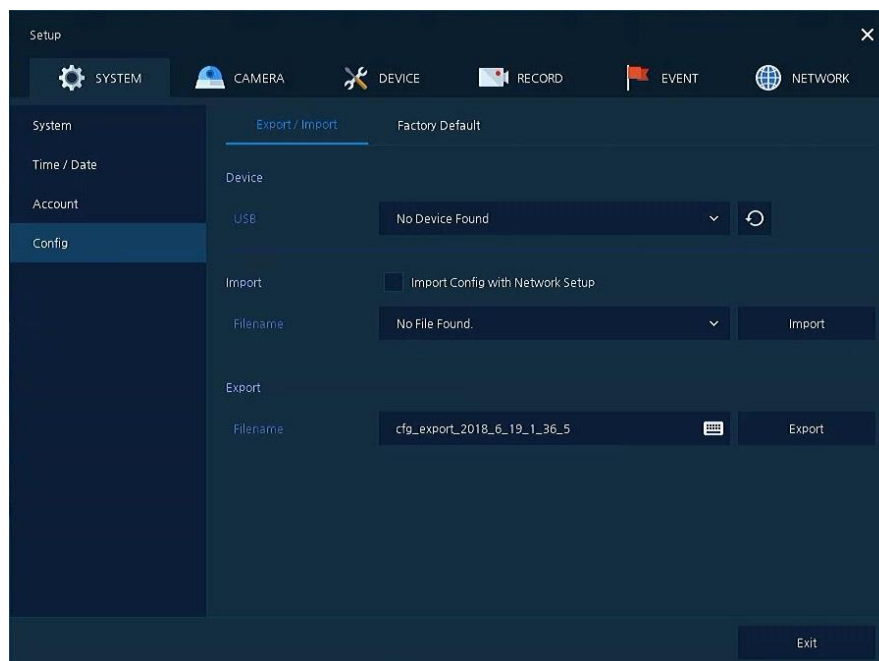 Setup
SYSTEM CAMERA DEVICE RECORD EVENT NETWORK
System
Time / Date
Account
Config
Export / Import Factory Default
Device
USB No Device Found
Import Import Config with Network Setup
Filename No File Found. Import
Export
Filename cfg_export_2018_6_19_1_36_5 Export
Exit